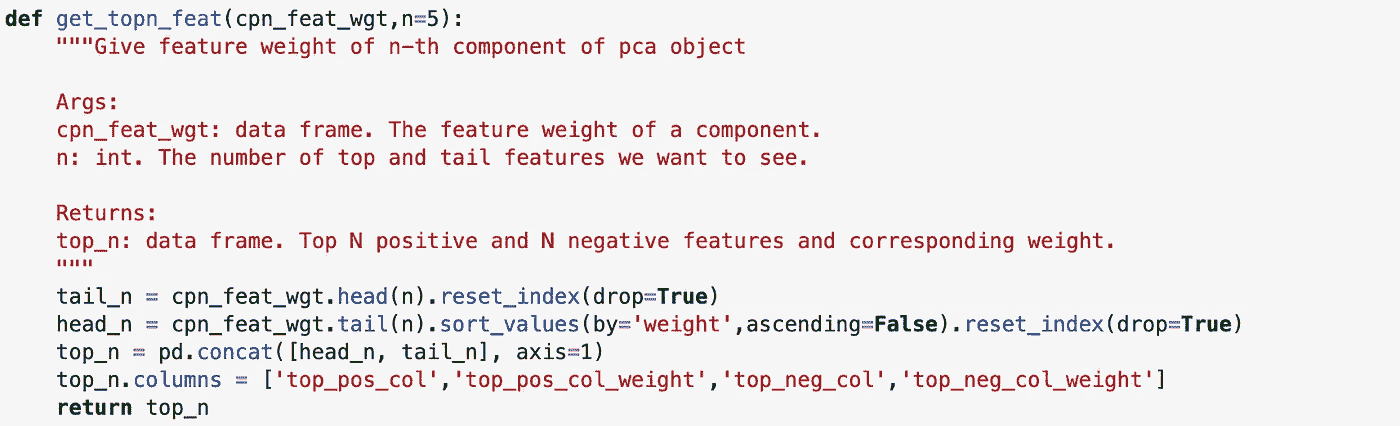 def get_topn_feat(cpn_feat_wgt,n=5):
    """Give feature weight of n-th component of pca object
    Args:
    cpn_feat_wgt: data frame. The feature weight of a component.
    n: int. The number of top and tail features we want to see.
    Returns:
    top_n: data frame. Top N positive and N negative features and corresponding weight.
    """
    tail_n = cpn_feat_wgt.head(n).reset_index(drop=True)
    head_n = cpn_feat_wgt.tail(n).sort_values(by='weight',ascending=False).reset_index(drop=True)
    top_n = pd.concat([head_n, tail_n], axis=1)
    top_n.columns = ['top_pos_col','top_pos_col_weight','top_neg_col','top_neg_col_weight']
    return top_n